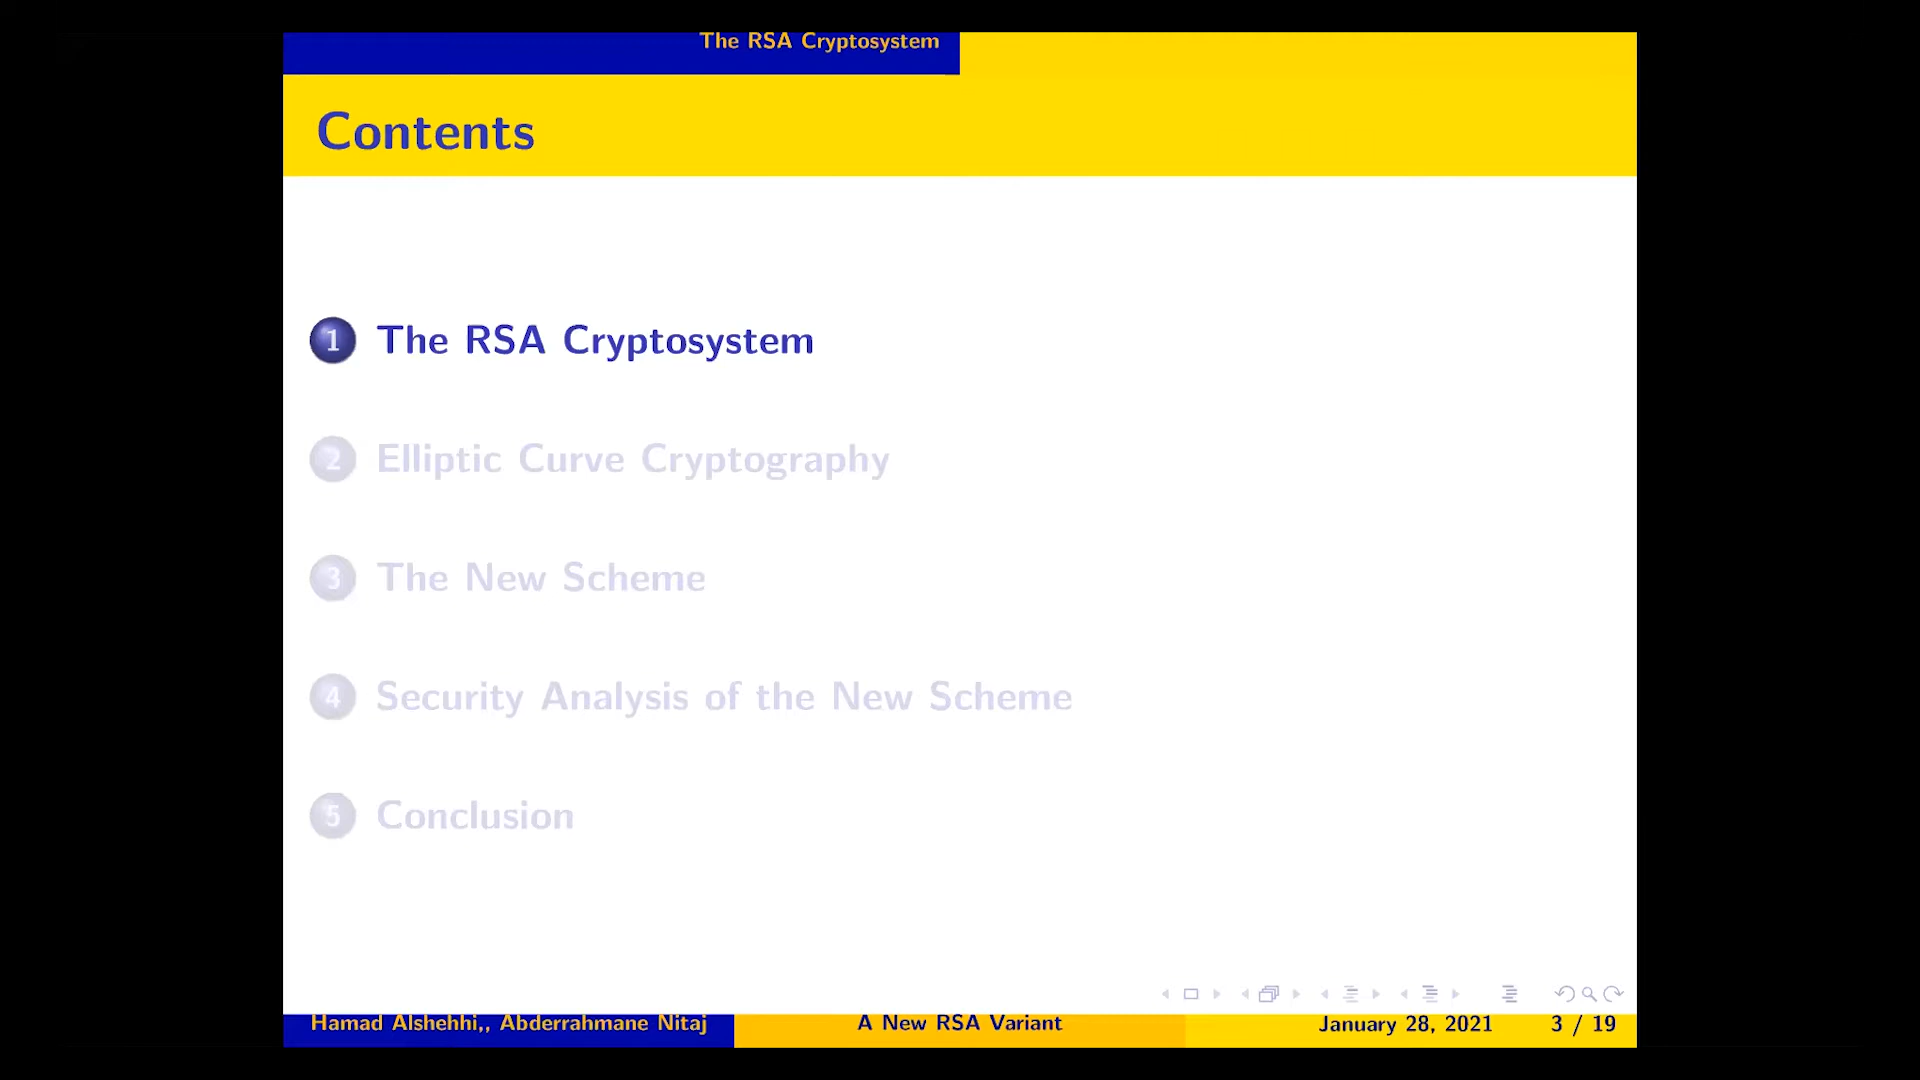 The RSA Cryptosystem
Contents
1 The RSA Cryptosystem
2 Elliptic Curve Cryptography
3 The New Scheme
4 Security Analysis of the New Scheme
5 Conclusion
Hamad Alshehhi,, Abderrahmane Nitaj A New RSA Variant January 28, 2021 3 / 19